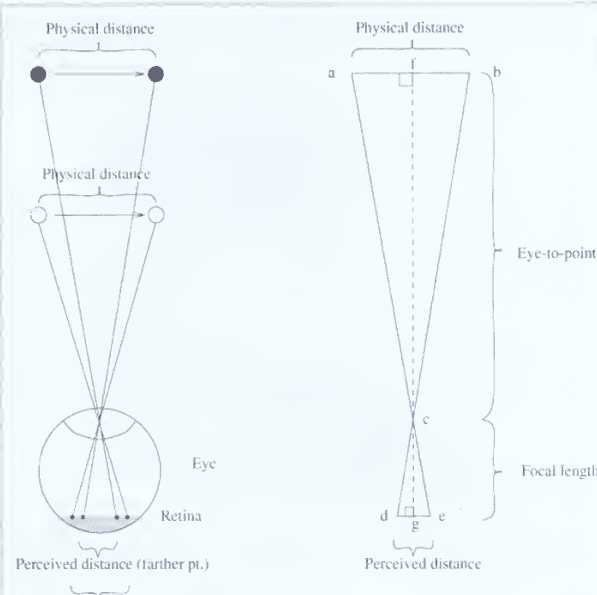 Physical distance
Physical distance
Eye
Retina
Perceived distance (farther pt.)
Physical distance
a
f
b
Eye-to-point
c
Focal length
d
g
e
Perceived distance